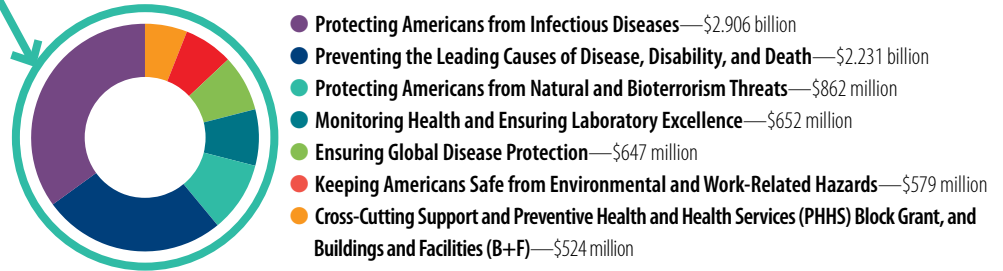 Protecting Americans from Infectious Diseases—$2.906 billion
Preventing the Leading Causes of Disease, Disability, and Death—$2.231 billion
Protecting Americans from Natural and Bioterrorism Threats—$862 million
Monitoring Health and Ensuring Laboratory Excellence—$652 million
Ensuring Global Disease Protection—$647 million
Keeping Americans Safe from Environmental and Work-Related Hazards—$579 million
Cross-Cutting Support and Preventive Health and Health Services (PHHS) Block Grant, and
Buildings and Facilities (B+F)—$524 million